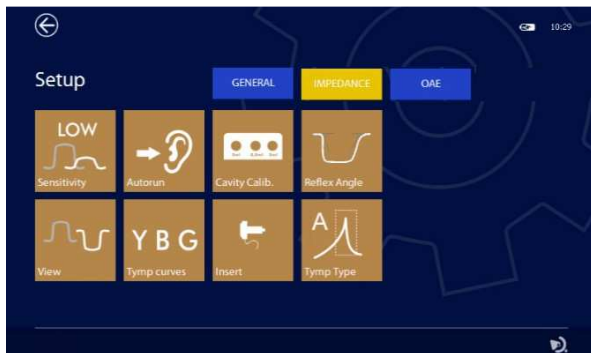 10:29
Setup
GENERAL
IMPEDANCE
OAE
LOW
Sensitivity
Autorun
Cavity Calib.
Reflex Angle
View
Y B G
Tymp curves
Insert
A
Tymp Type